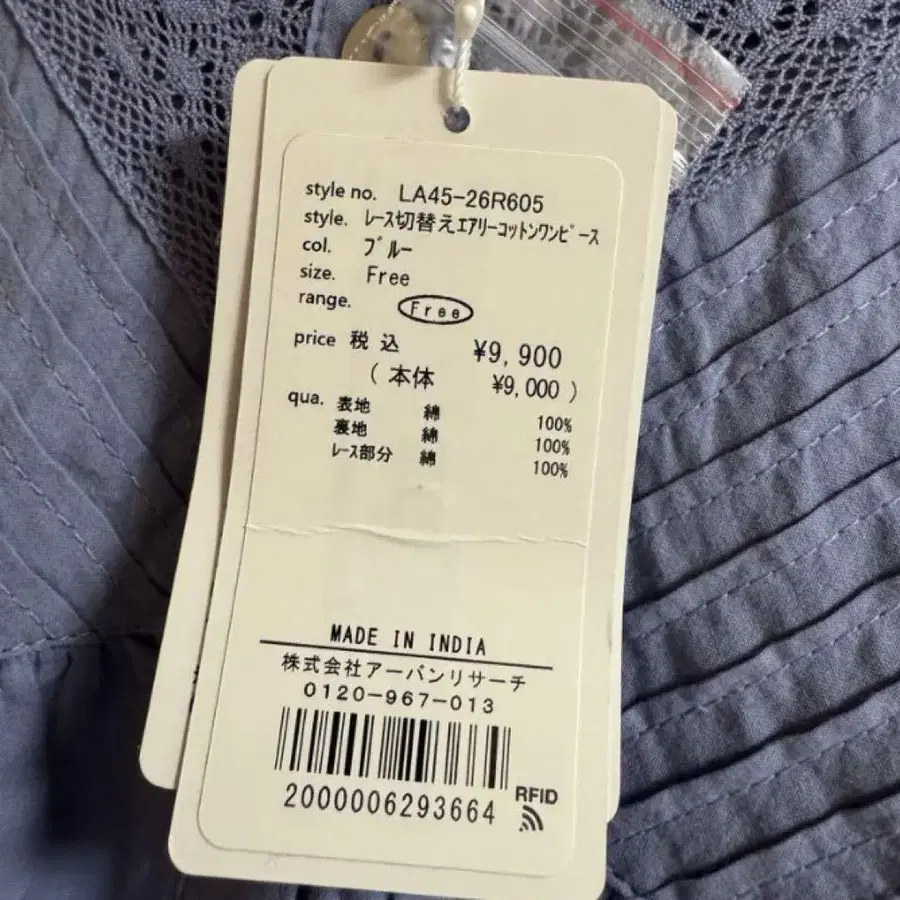 style no. LA45-26R605
style. ﾚｰｽ切替えｴｱﾘｰｺｯﾄﾝﾜﾝﾋﾟｰｽ
col. ﾌﾞﾙｰ
size. Free
range. Free
price 税込 ¥9,900
(本体 ¥9,000)
qua. 表地 綿 100%
裏地 綿 100%
ﾚｰｽ部分 綿 100%
MADE IN INDIA
株式会社アーバンリサーチ
0120-967-013
2000006293664
RFID